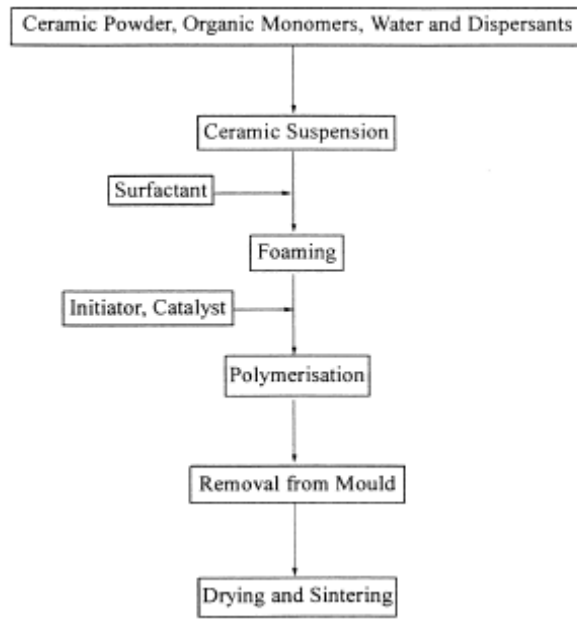 Ceramic Powder, Organic Monomers, Water and Dispersants
Ceramic Suspension
Surfactant
Foaming
Initiator, Catalyst
Polymerisation
Removal from Mould
Drying and Sintering